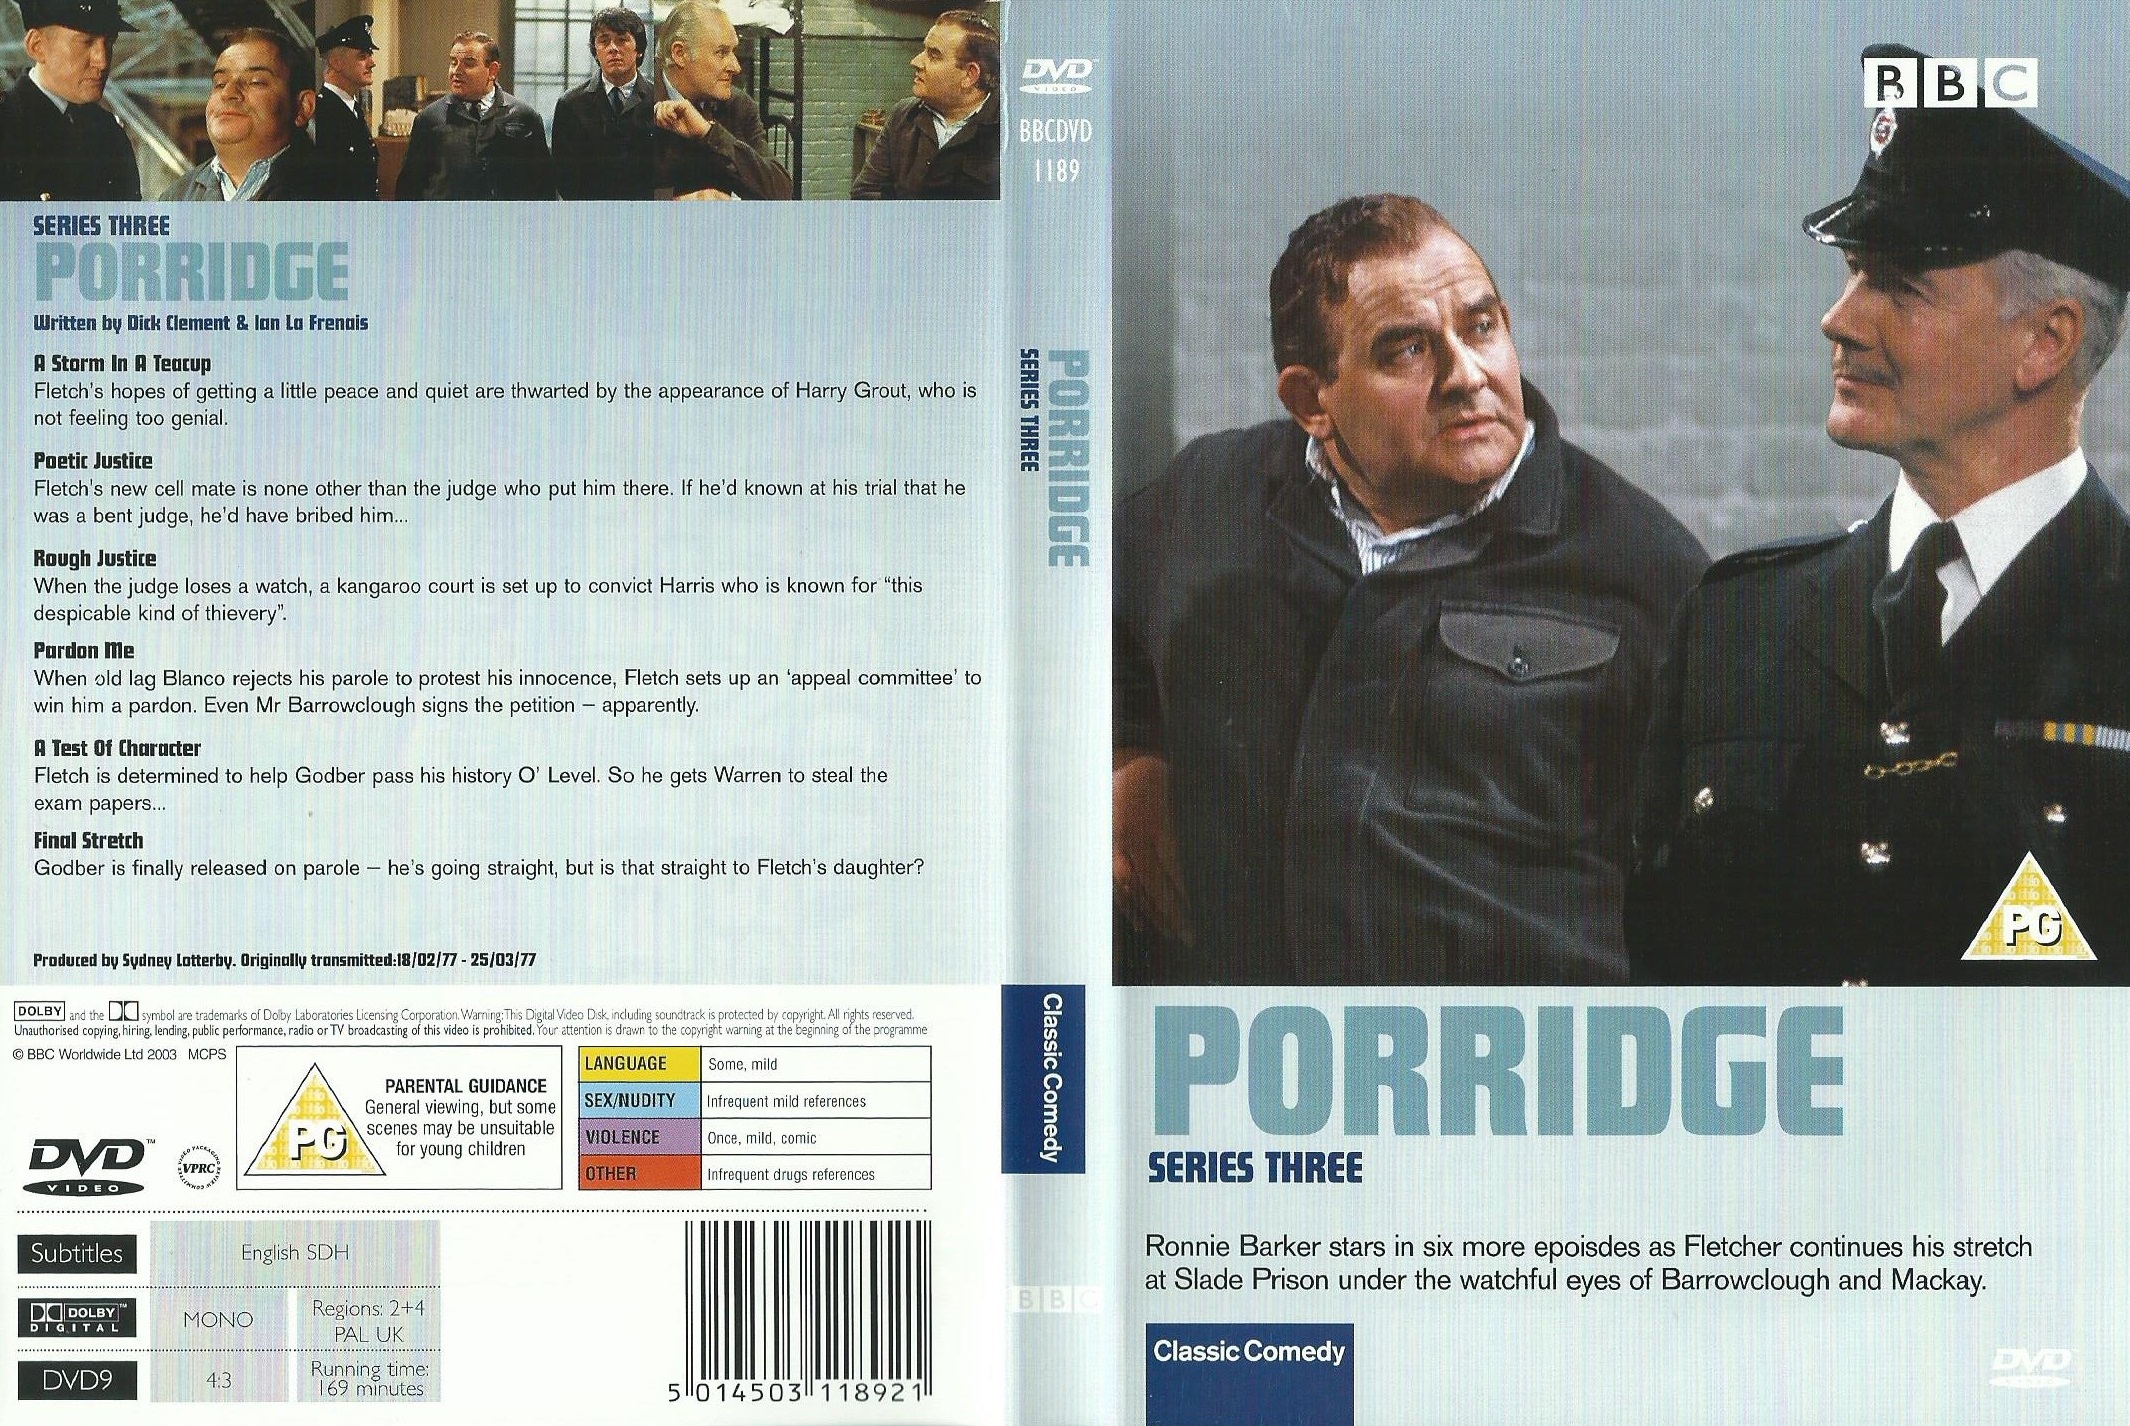 SERIES THREE
PORRIDGE
Written by Dick Clement & Ian La Frenais
A Storm In A Teacup
Fletch's hopes of getting a little peace and quiet are thwarted by the appearance of Harry Grout, who is
not feeling too genial.
Poetic Justice
Fletch's new cell mate is none other than the judge who put him there. If he'd known at his trial that he
was a bent judge, he'd have bribed him...
Rough Justice
When the judge loses a watch, a kangaroo court is set up to convict Harris who is known for “this
despicable kind of thievery”.
Pardon Me
When old lag Blanco rejects his parole to protest his innocence, Fletch sets up an ‘appeal committee’ to
win him a pardon. Even Mr Barrowclough signs the petition – apparently.
A Test Of Character
Fletch is determined to help Godber pass his history O' Level. So he gets Warren to steal the
exam papers...
Final Stretch
Godber is finally released on parole – he's going straight, but is that straight to Fletch's daughter?
Produced by Sydney Lotterby. Originally transmitted:18/02/77 - 25/03/77
DOLBY and the symbol are trademarks of Dolby Laboratories Licensing Corporation. Warning: This Digital Video Disk, including soundtrack is protected by copyright. All rights reserved.
Unauthorised copying, hiring, lending, public performance, radio or TV broadcasting of this video is prohibited. Your attention is drawn to the copyright warning at the beginning of the programme
© BBC Worldwide Ltd 2003 MCPS
DVD™
VIDEO
VPRC
PG
PARENTAL GUIDANCE
General viewing, but some
scenes may be unsuitable
for young children
LANGUAGE Some, mild
SEX/NUDITY Infrequent mild references
VIOLENCE Once, mild, comic
OTHER Infrequent drugs references
Subtitles English SDH
DOLBY™
DIGITAL
MONO
Regions: 2+4
PAL UK
DVD9
4:3
Running time:
169 minutes
5 014503 118921
DVD
VIDEO
BBCDVD
1189
PORRIDGE
SERIES THREE
Classic Comedy
BBC
BBC
PG
PORRIDGE
SERIES THREE
Ronnie Barker stars in six more epoisdes as Fletcher continues his stretch
at Slade Prison under the watchful eyes of Barrowclough and Mackay.
Classic Comedy
DVD